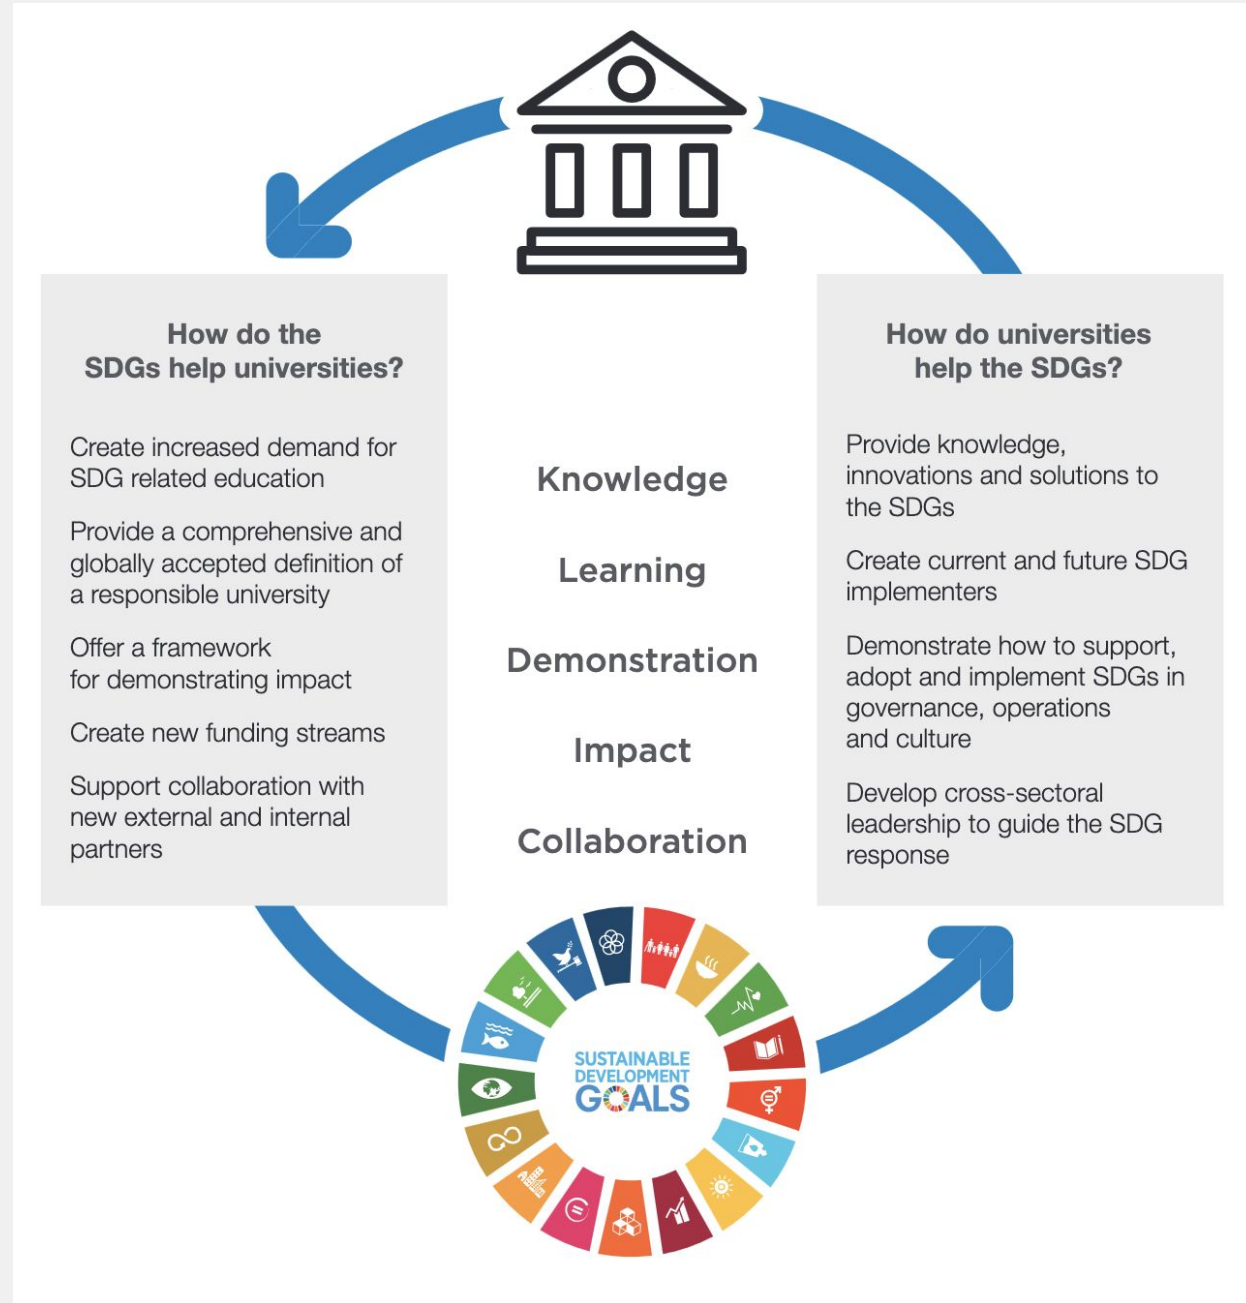 How do the
SDGs help universities?
Create increased demand for
SDG related education
Provide a comprehensive and
globally accepted definition of
a responsible university
Offer a framework
for demonstrating impact
Create new funding streams
Support collaboration with
new external and internal
partners
Knowledge
Learning
Demonstration
Impact
Collaboration
How do universities
help the SDGs?
Provide knowledge,
innovations and solutions to
the SDGs
Create current and future SDG
implementers
Demonstrate how to support,
adopt and implement SDGs in
governance, operations
and culture
Develop cross-sectoral
leadership to guide the SDG
response
SUSTAINABLE
DEVELOPMENT
GOALS